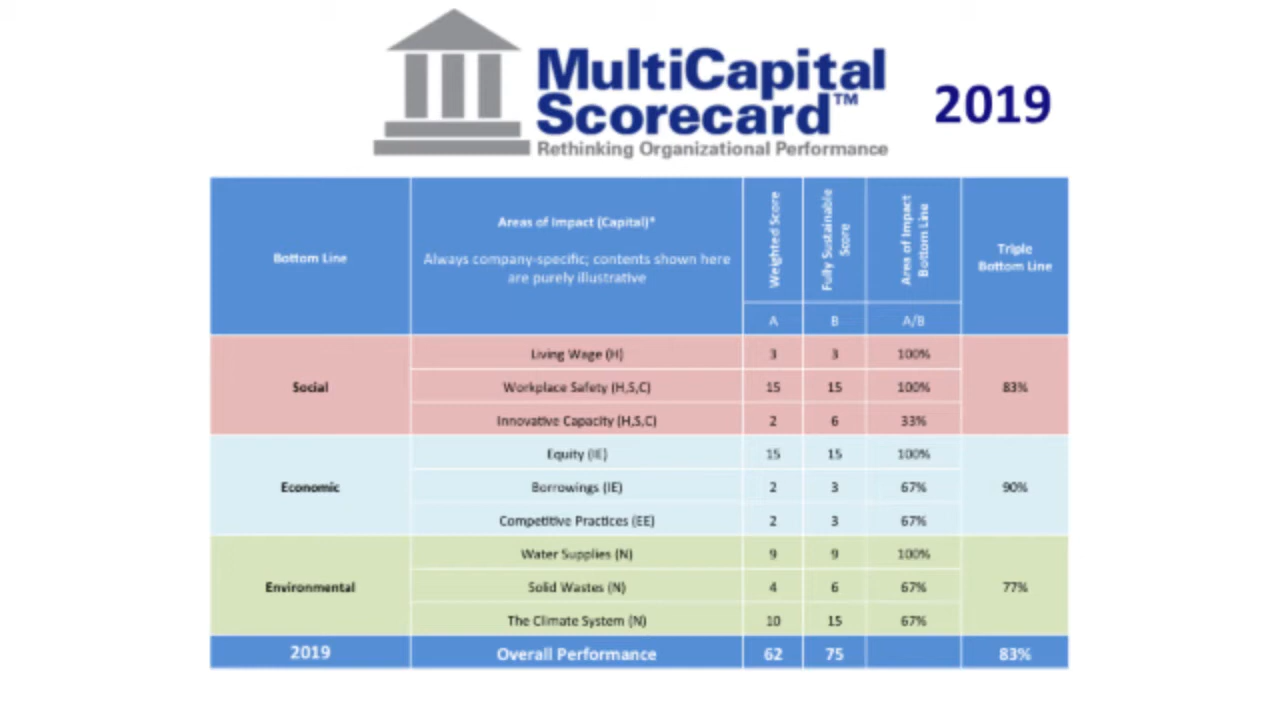 MultiCapital
Scorecard™
Rethinking Organizational Performance
2019
Bottom Line
Areas of Impact (Capital)*
Always company-specific; contents shown here
are purely illustrative
Weighted Score
Fully Sustainable
Score
Area of Impact
Bottom Line
Triple
Bottom Line
A
B
A/B
Social
Living Wage (H)
3
3
100%
83%
Workplace Safety (H,S,C)
15
15
100%
Innovative Capacity (H,S,C)
2
6
33%
Economic
Equity (IE)
15
15
100%
90%
Borrowings (IE)
2
3
67%
Competitive Practices (EE)
2
3
67%
Environmental
Water Supplies (N)
9
9
100%
77%
Solid Wastes (N)
4
6
67%
The Climate System (N)
10
15
67%
2019
Overall Performance
62
75
83%